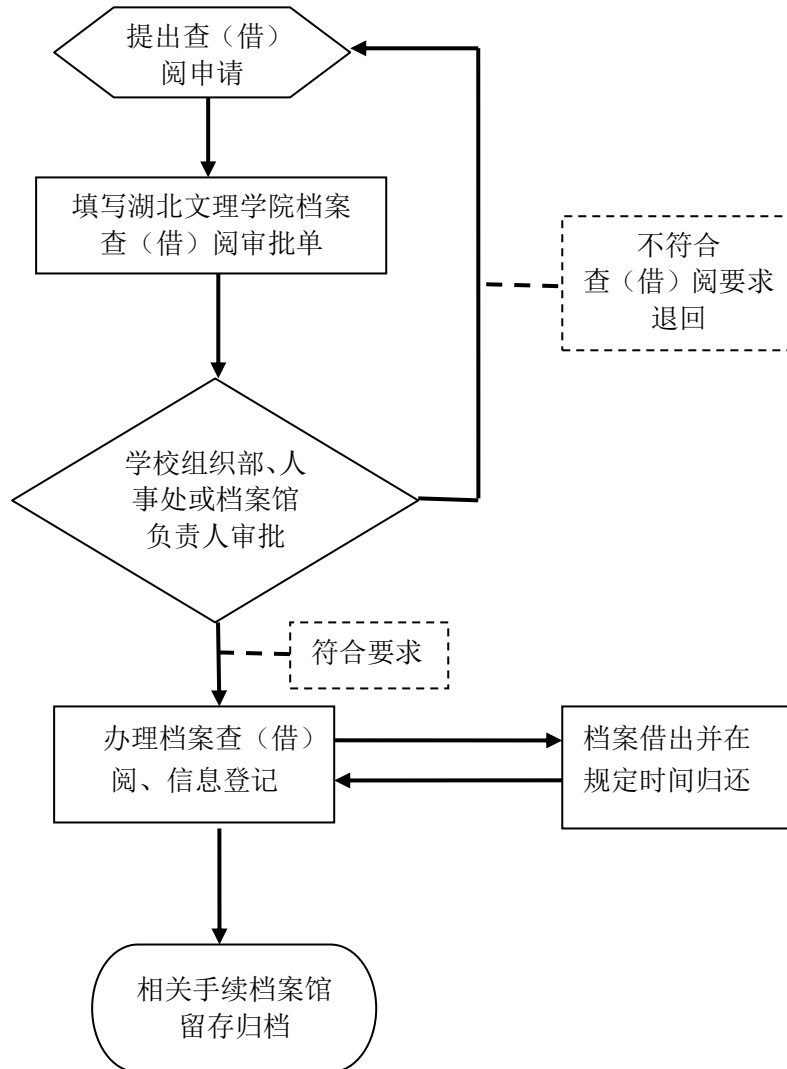 提出查（借）
阅申请
填写湖北文理学院档案
查（借）阅审批单
不符合
查（借）阅要求
退回
学校组织部、人
事处或档案馆
负责人审批
符合要求
办理档案查（借）
阅、信息登记
档案借出并在
规定时间归还
相关手续档案馆
留存归档